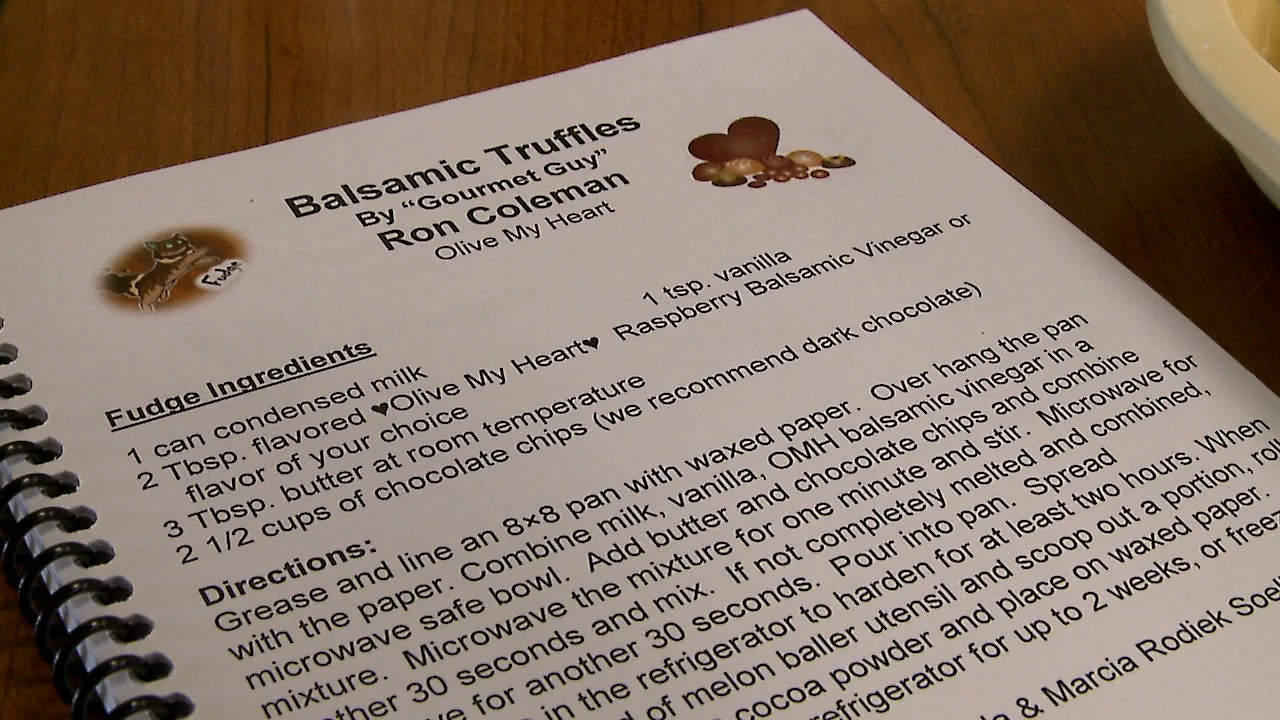 Balsamic Truffles
By “Gourmet Guy”
Ron Coleman
Olive My Heart
Fudge
Fudge Ingredients
1 can condensed milk 1 tsp. vanilla
2 Tbsp. flavored ♥Olive My Heart♥ Raspberry Balsamic Vinegar or
flavor of your choice
3 Tbsp. butter at room temperature
2 1/2 cups of chocolate chips (we recommend dark chocolate)
Directions:
Grease and line an 8×8 pan with waxed paper. Over hang the pan
with the paper. Combine milk, vanilla, OMH balsamic vinegar in a
microwave safe bowl. Add butter and chocolate chips and combine
mixture. Microwave the mixture for one minute and stir. Microwave for
30 seconds and mix. If not completely melted and combined,
for another 30 seconds. Pour into pan. Spread
in the refrigerator to harden for at least two hours. When
of melon baller utensil and scoop out a portion, roll
cocoa powder and place on waxed paper.
refrigerator for up to 2 weeks, or
& Marcia Rodiek